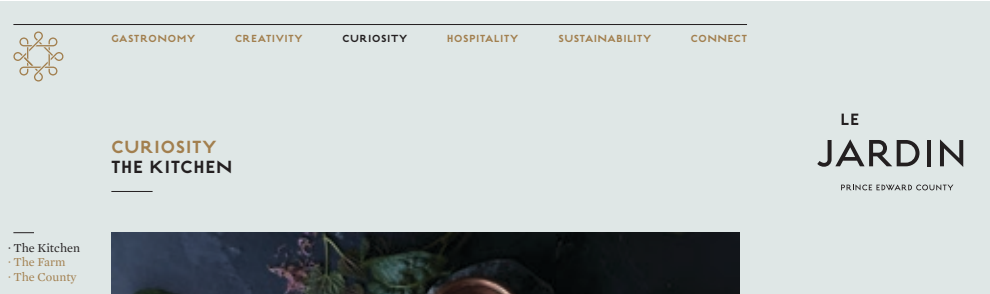 GASTRONOMY CREATIVITY CURIOSITY HOSPITALITY SUSTAINABILITY CONNECT
LE
JARDIN
PRINCE EDWARD COUNTY
CURIOSITY
THE KITCHEN
· The Kitchen
· The Farm
· The County